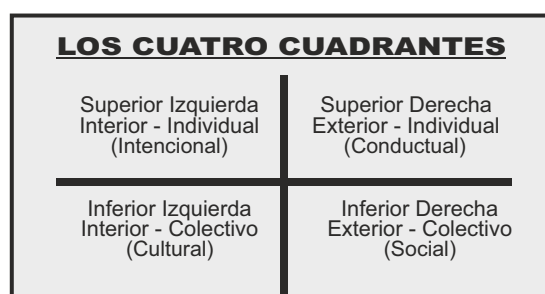 LOS CUATRO CUADRANTES
Superior Izquierda
Interior - Individual
(Intencional)
Superior Derecha
Exterior - Individual
(Conductual)
Inferior Izquierda
Interior - Colectivo
(Cultural)
Inferior Derecha
Exterior - Colectivo
(Social)